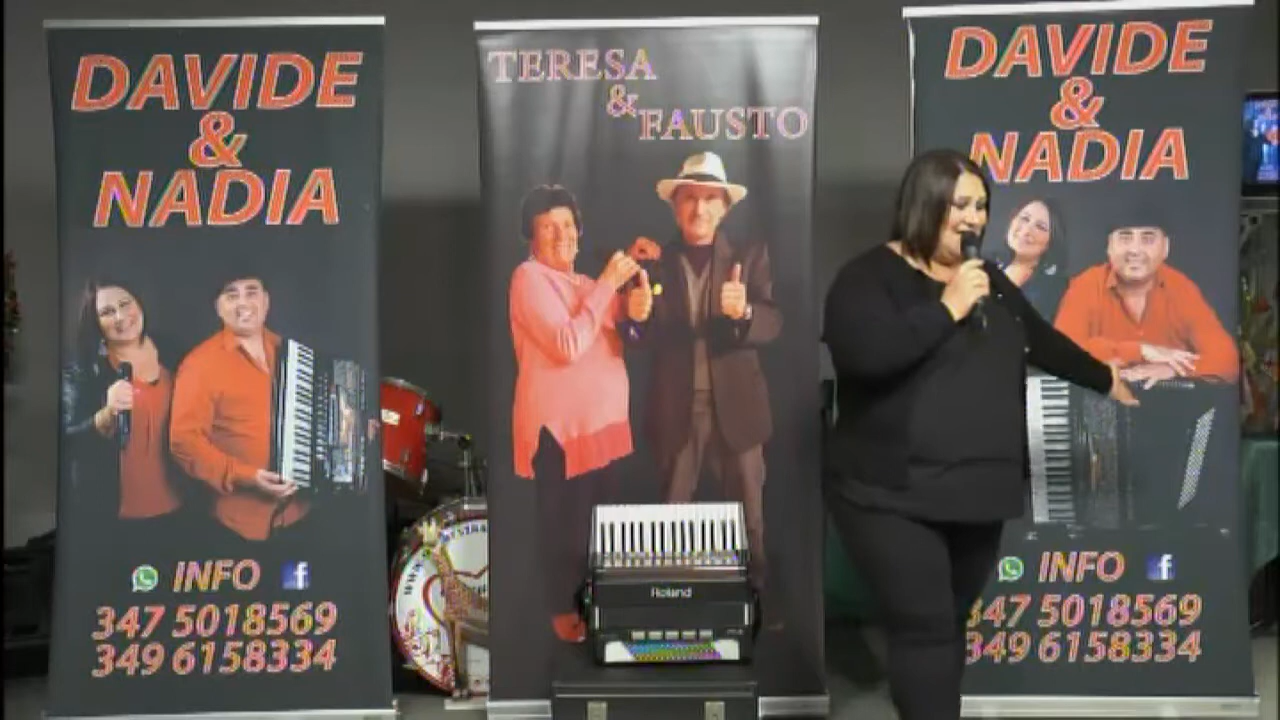 DAVIDE
&
NADIA
INFO
347 5018569
349 6158334
TERESA
&
FAUSTO
Roland
DAVIDE
&
NADIA
INFO
347 5018569
349 6158334